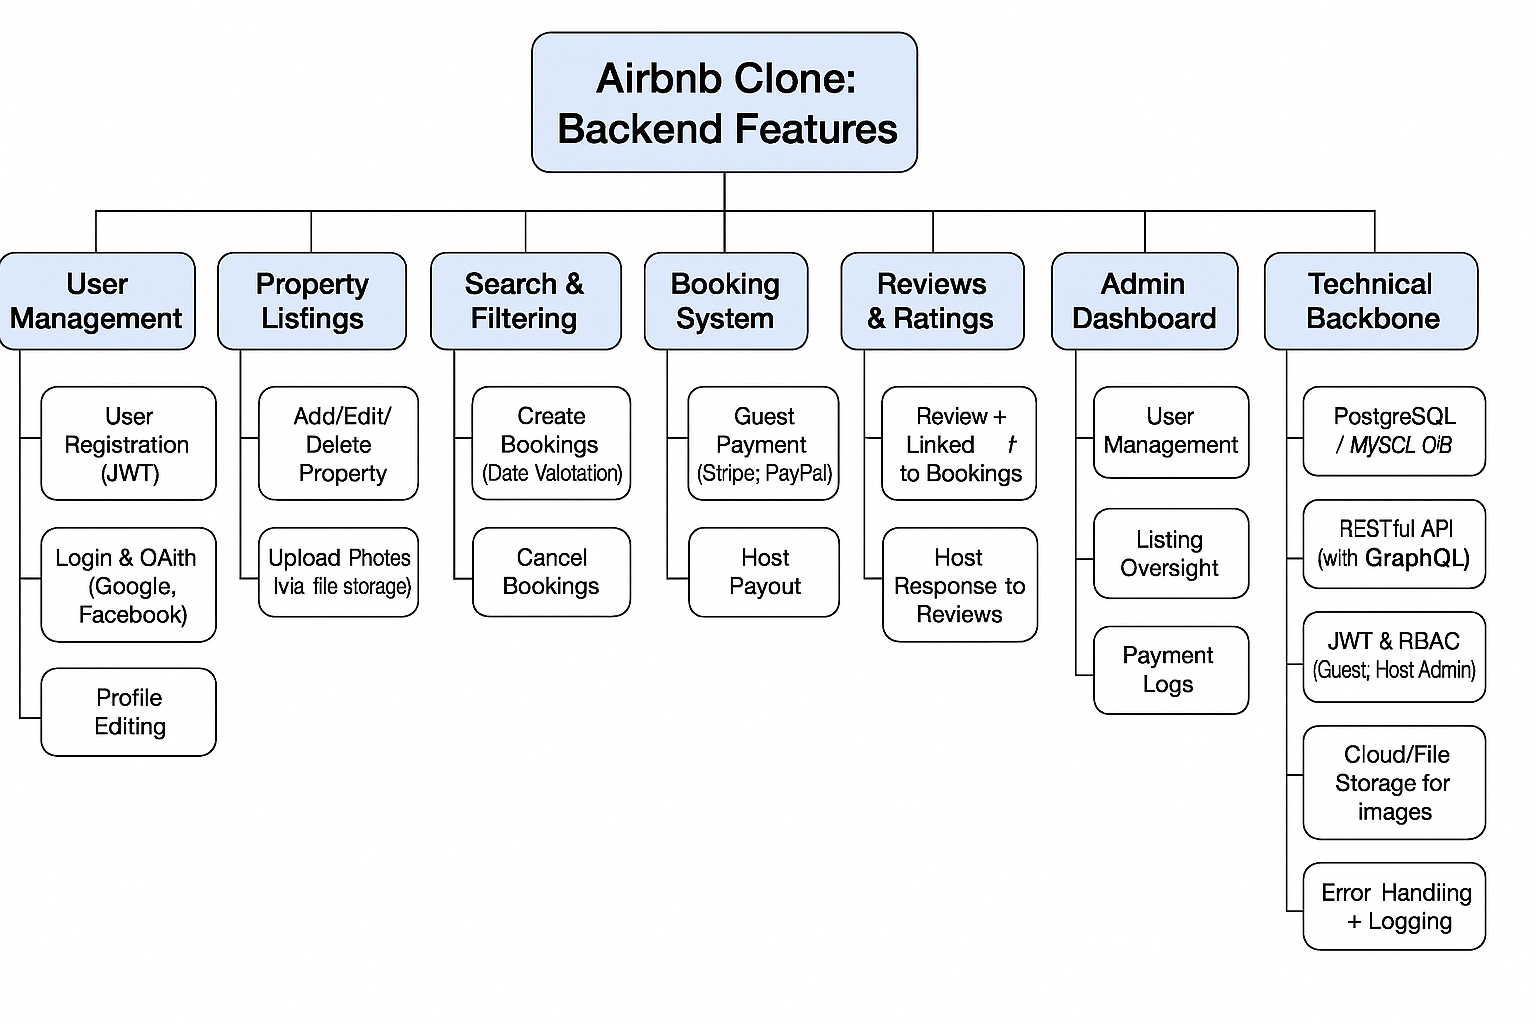 Airbnb Clone:
Backend Features
User
Management
Property
Lisfings
Search &
Filtering
Booking
System
Reviews
& Ratings
Admin
Dashboard
Technical
Backbone
User
Registration
(JWT)
Login & OAith
(Google,
Facebook)
Profile
Editing
Add/Edit/
Delete
Property
Upload Photes
lvia file storage)
Create
Bookings
(Date Valotation)
Cancel
Bookings
Guest
Payment
(Stripe; PayPal)
Host
Payout
Review +
Linked
to Bookings
Host
Response to
Reviews
User
Management
Listing
Oversight
Payment
Logs
PostgreSQL
/ MYSCL OiB
RESTful API
(with GraphQL)
JWT & RBAC
(Guest; Host Admin)
Cloud/File
Storage for
images
Error Handiing
+ Logging